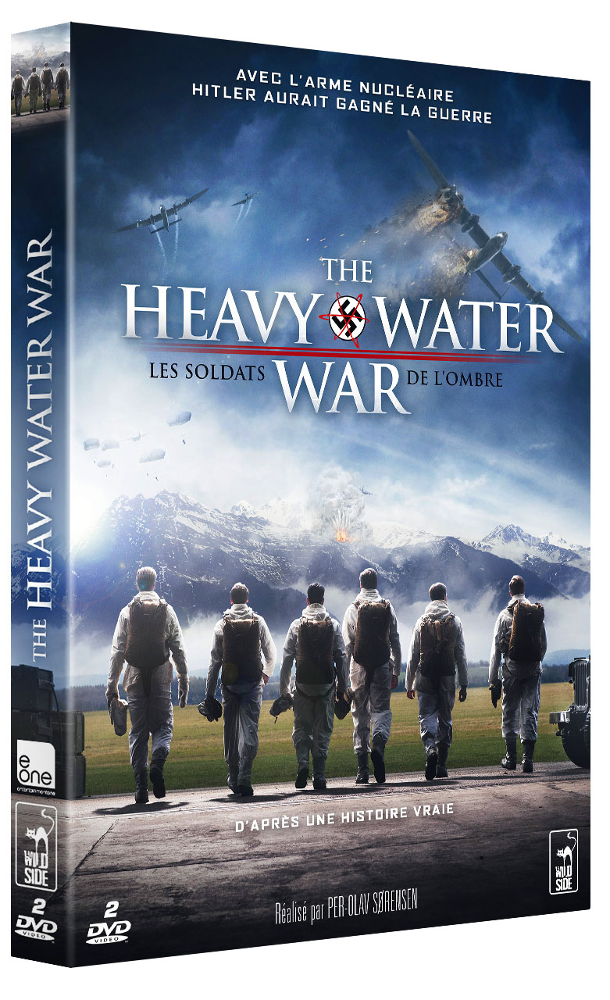 AVEC L'ARME NUCLÉAIRE
HITLER AURAIT GAGNÉ LA GUERRE
THE
HEAVY WATER
LES SOLDATS WAR DE L'OMBRE
D'APRÈS UNE HISTOIRE VRAIE
Réalisé par PER-OLAV SØRENSEN
2
DVD
VIDEO
WILD
SIDE
THE HEAVY WATER WAR
e
one
entertainmentone
WILD
SIDE
2
DVD
VIDEO